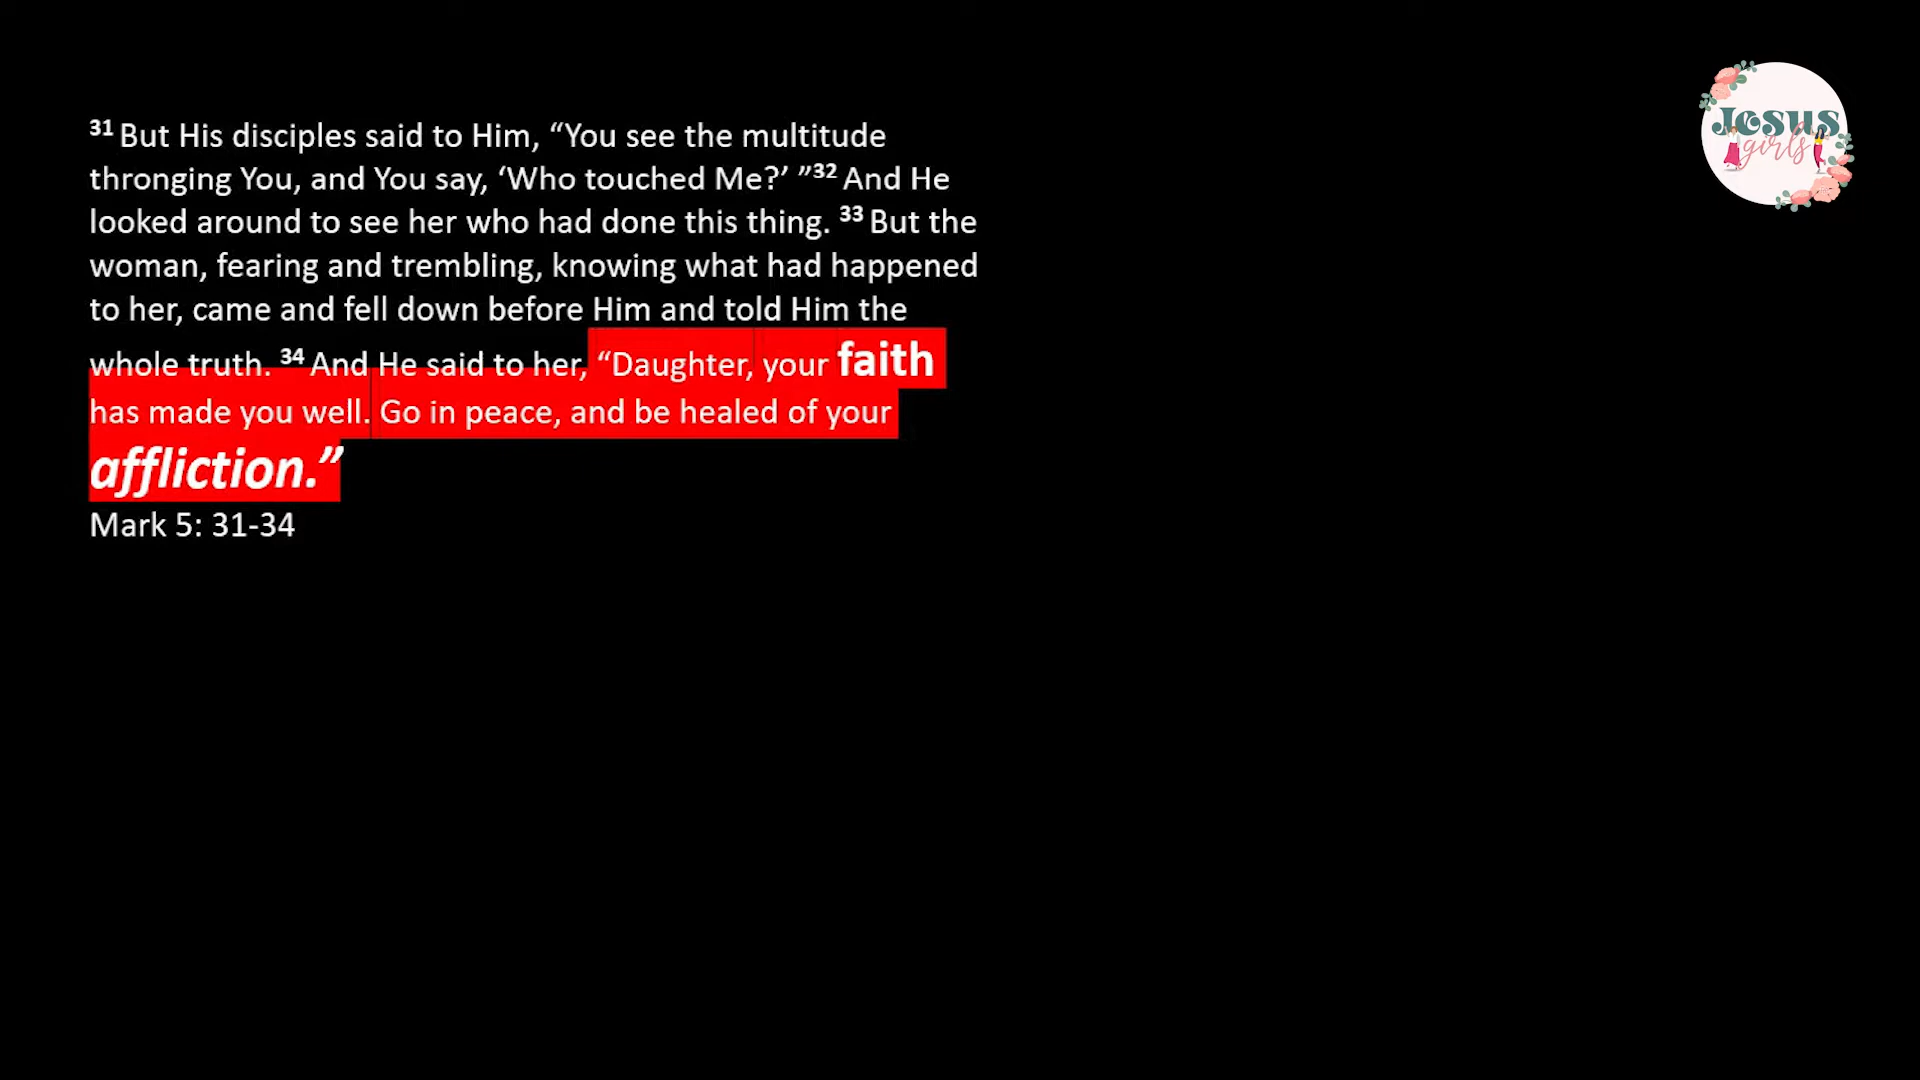 ³¹ But His disciples said to Him, “You see the multitude
thronging You, and You say, ‘Who touched Me?’ ”³² And He
looked around to see her who had done this thing. ³³ But the
woman, fearing and trembling, knowing what had happened
to her, came and fell down before Him and told Him the
whole truth. ³⁴ And He said to her, “Daughter, your faith
has made you well. Go in peace, and be healed of your
affliction.”
Mark 5: 31-34
Jesus
girls